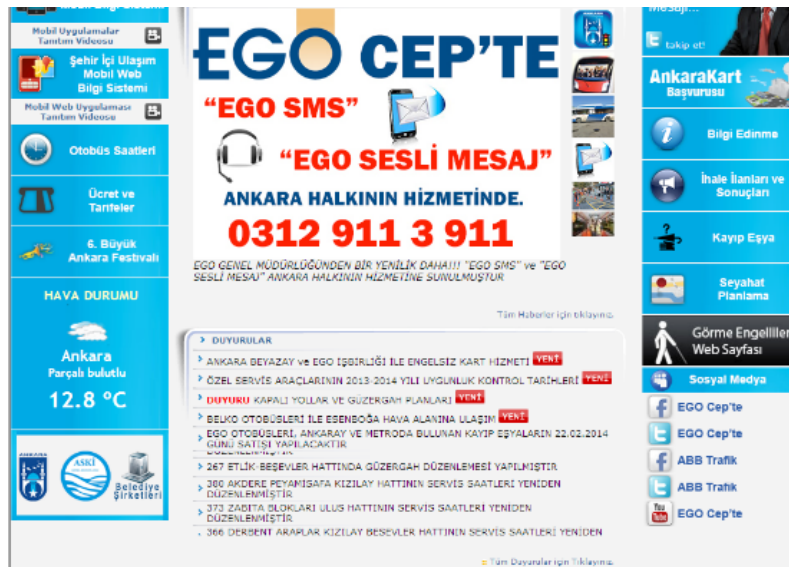 Mobil Bilgi Sistemi
Mobil Uygulamalar
Tanıtım Videosu
Şehir İçi Ulaşım
Mobil Web
Bilgi Sistemi
Mobil Web Uygulaması
Tanıtım Videosu
Otobüs Saatleri
Ücret ve
Tarifeler
6. Büyük
Ankara Festivali
HAVA DURUMU
Ankara
Parçalı bulutlu
12.8 °C
ASKİ
Belediye
Şirketleri
EGO CEP'TE
"EGO SMS"
"EGO SESLİ MESAJ"
ANKARA HALKININ HİZMETİNDE.
0312 911 3 911
EGO GENEL MÜDÜRLÜĞÜNDEN BİR YENİLİK DAHA!!! "EGO SMS" ve "EGO
SESLİ MESAJ" ANKARA HALKININ HİZMETİNE SUNULMUŞTUR
Tüm Haberler için tıklayınız.
DUYURULAR
ANKARA BEYAZAY ve EGO İŞBİRLİĞİ İLE ENGELSİZ KART HİZMETİ YENİ
ÖZEL SERVİS ARAÇLARININ 2013-2014 YILI UYGUNLUK KONTROL TARİHLERİ YENİ
DUYURU KAPALI YOLLAR VE GÜZERGAH PLANLARI YENİ
BELKO OTOBÜSLERİ İLE ESENBOĞA HAVA ALANINA ULAŞIM YENİ
EGO OTOBÜSLERİ, ANKARAY VE METRODA BULUNAN KAYIP EŞYALARIN 22.02.2014
GÜNÜ SATIŞI YAPILACAKTIR
DÜZENLENMİŞTİR
267 ETLİK-BEŞEVLER HATTINDA GÜZERGAH DÜZENLEMESİ YAPILMIŞTIR
380 AKDERE PEYAMİSAFA KIZILAY HATTININ SERVİS SAATLERİ YENİDEN
DÜZENLENMİŞTİR
373 ZABITA BLOKLARI ULUS HATTININ SERVİS SAATLERİ YENİDEN
DÜZENLENMİŞTİR
366 DERBENT ARAPLAR KIZILAY BESEVLER HATTININ SERVİS SAATLERİ YENİDEN
Tüm Duyurular için Tıklayınız.
Mesajı...
takip et!
AnkaraKart
Başvurusu
Bilgi Edinme
İhale İlanları ve
Sonuçları
Kayıp Eşya
Seyahat
Planlama
Görme Engelliler
Web Sayfası
Sosyal Medya
EGO Cep'te
EGO Cep'te
ABB Trafik
ABB Trafik
You Tube EGO Cep'te